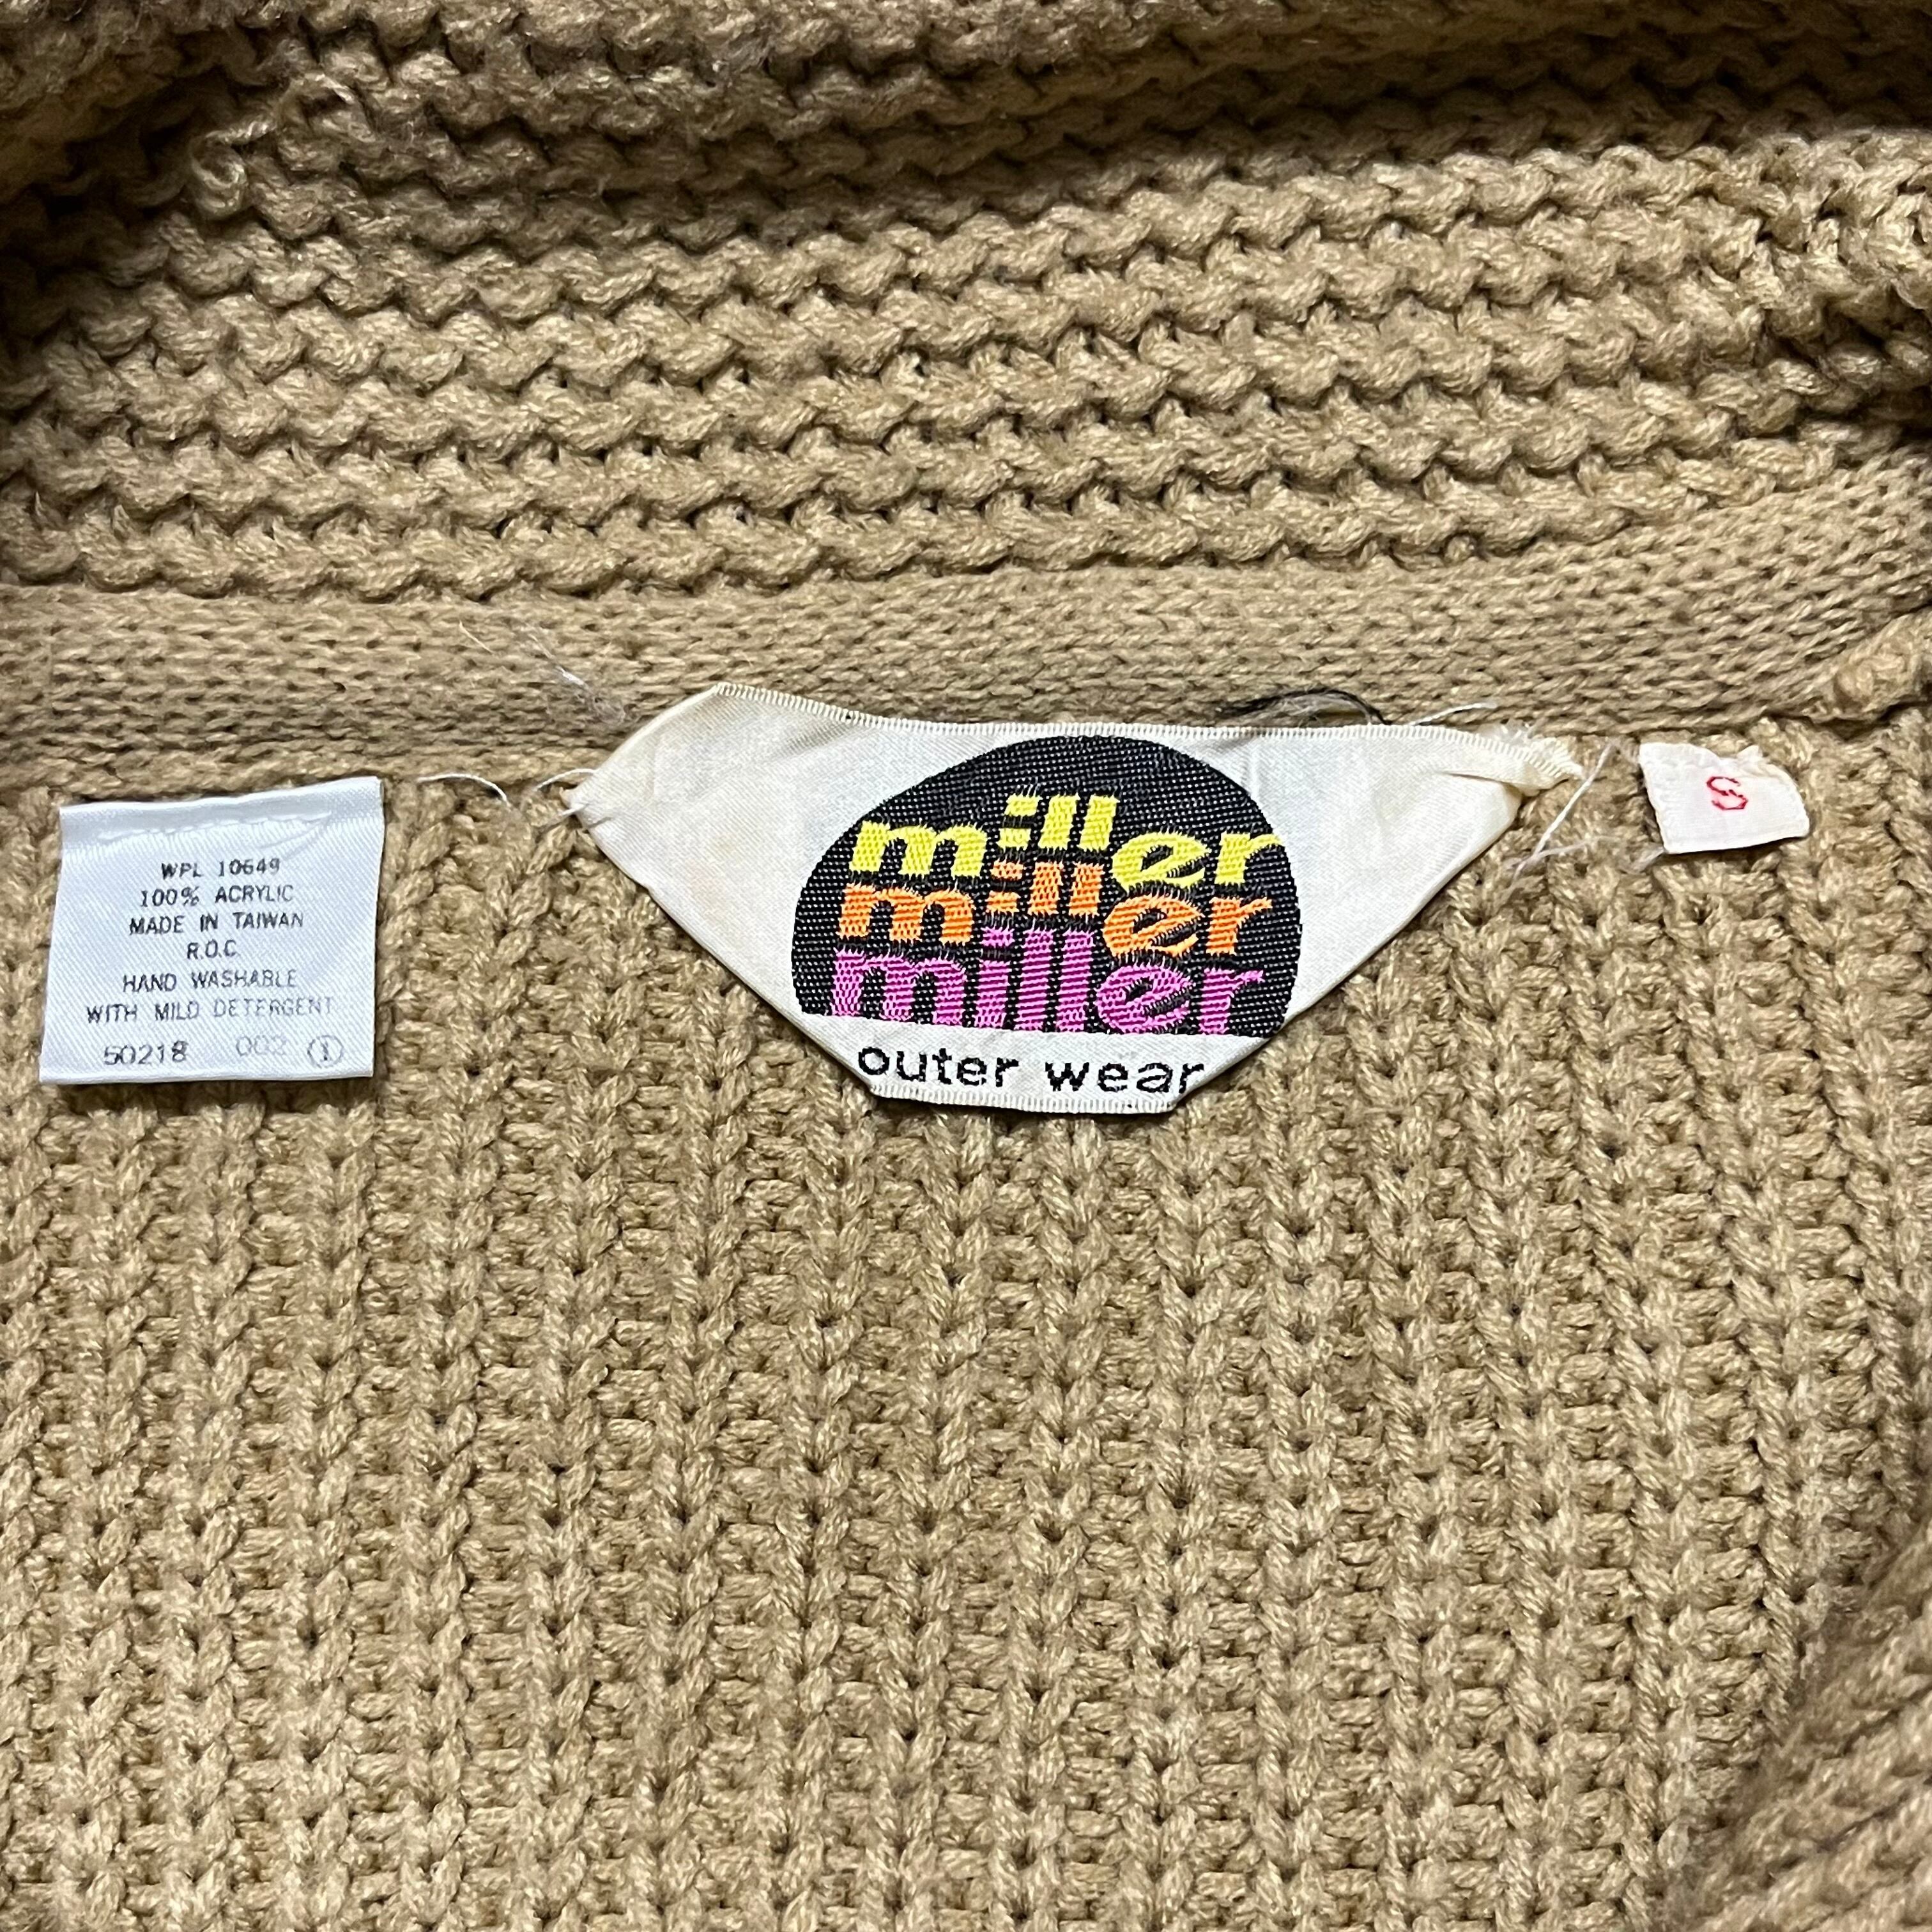 WPL 10649
100% ACRYLIC
MADE IN TAIWAN
R.O.C.
HAND WASHABLE
WITH MILD DETERGENT
50218 002 1
miller
miller
miller
outer wear
S